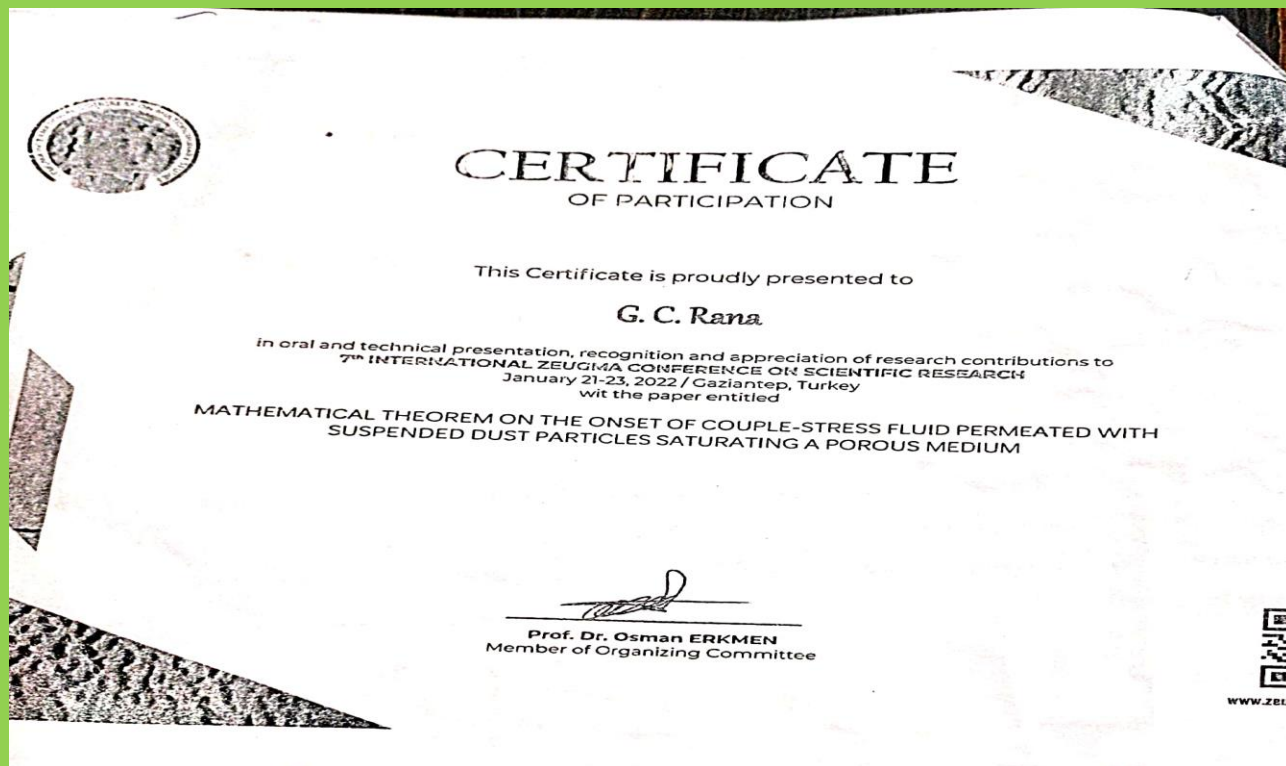 CERTIFICATE
OF PARTICIPATION
This Certificate is proudly presented to
G. C. Rana
in oral and technical presentation, recognition and appreciation of research contributions to
7th INTERNATIONAL ZEUGMA CONFERENCE ON SCIENTIFIC RESEARCH
January 21-23, 2022 / Gaziantep, Turkey
wit the paper entitled
MATHEMATICAL THEOREM ON THE ONSET OF COUPLE-STRESS FLUID PERMEATED WITH
SUSPENDED DUST PARTICLES SATURATING A POROUS MEDIUM
Prof. Dr. Osman ERKMEN
Member of Organizing Committee